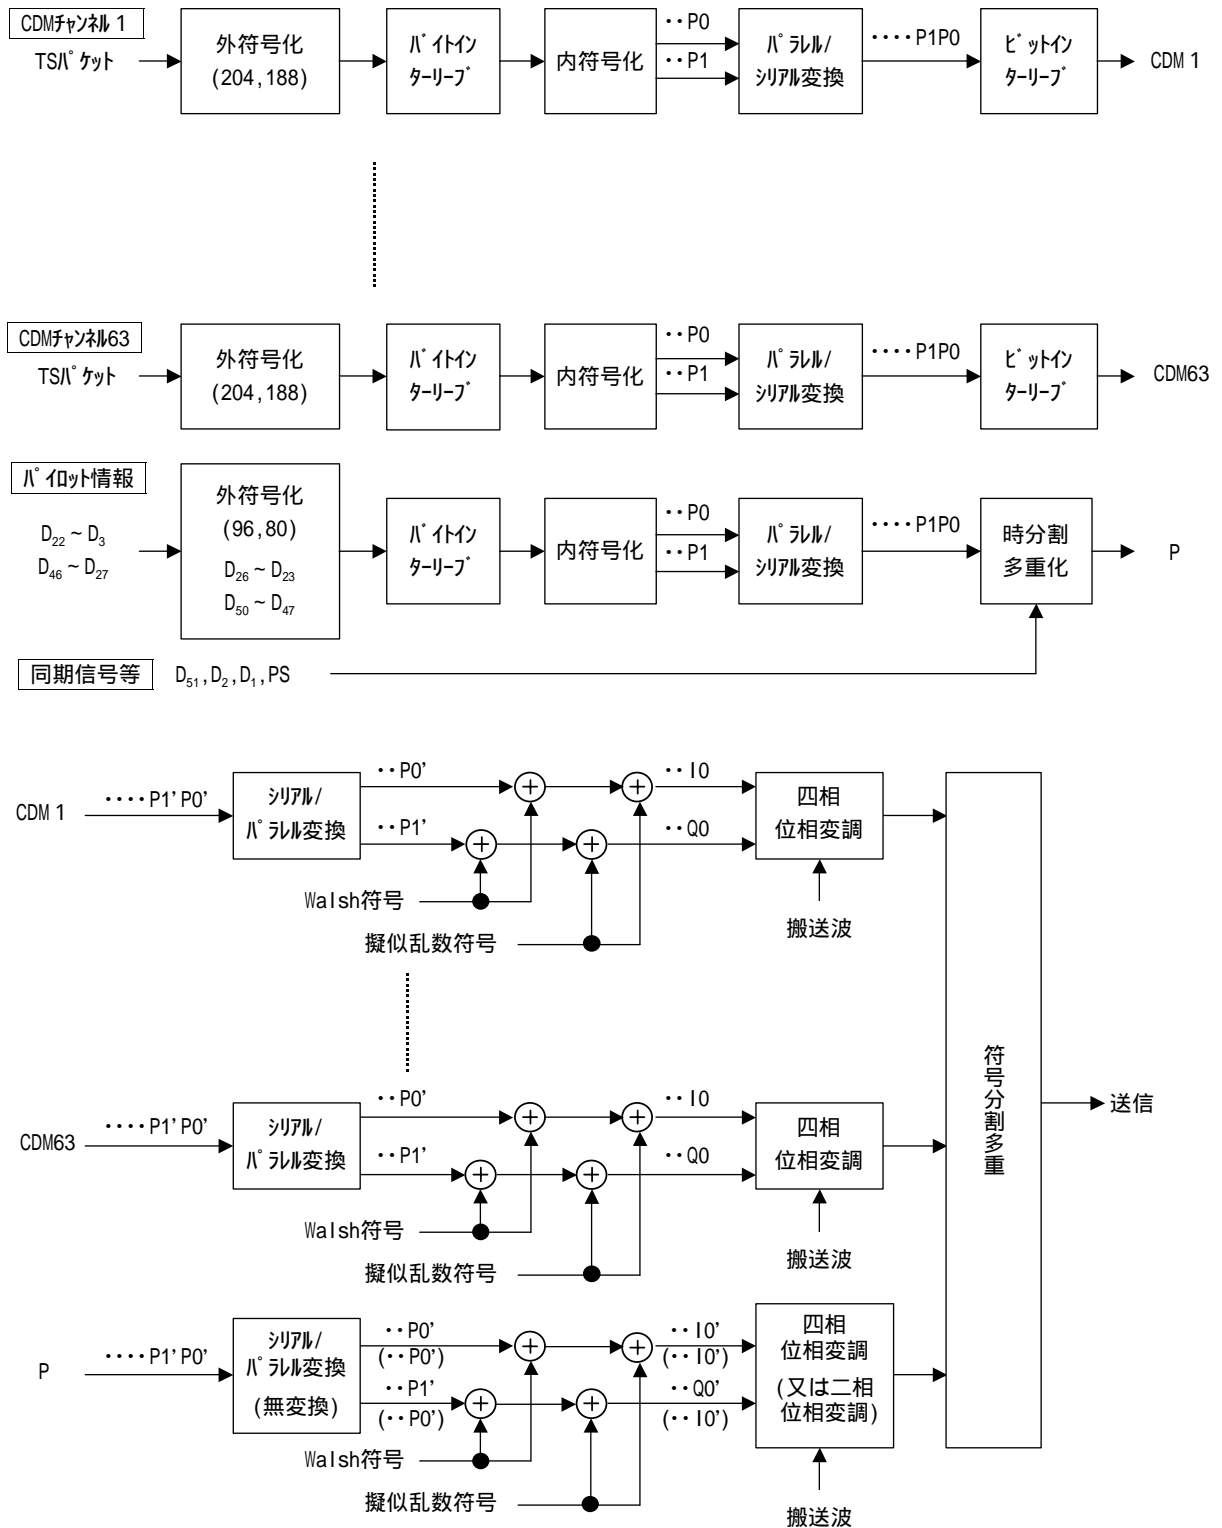 CDMチャンネル 1
TSパケット
外符号化
(204,188)
バイトイン
ターリーブ
内符号化
‥P0
‥P1
パラレル/
シリアル変換
‥‥P1P0
ビットイン
ターリーブ
CDM 1
CDMチャンネル63
TSパケット
外符号化
(204,188)
バイトイン
ターリーブ
内符号化
‥P0
‥P1
パラレル/
シリアル変換
‥‥P1P0
ビットイン
ターリーブ
CDM63
パイロット情報
D22 ~ D3
D46 ~ D27
外符号化
(96,80)
D26 ~ D23
D50 ~ D47
バイトイン
ターリーブ
内符号化
‥P0
‥P1
パラレル/
シリアル変換
‥‥P1P0
時分割
多重化
P
同期信号等
D51,D2,D1,PS
CDM 1
‥‥P1'P0'
シリアル/
パラレル変換
‥P0'
‥P1'
Walsh符号
擬似乱数符号
‥I0
‥Q0
四相
位相変調
搬送波
CDM63
‥‥P1'P0'
シリアル/
パラレル変換
‥P0'
‥P1'
Walsh符号
擬似乱数符号
‥I0
‥Q0
四相
位相変調
搬送波
P
‥‥P1'P0'
シリアル/
パラレル変換
(無変換)
‥P0'
(‥P0')
‥P1'
(‥P0')
Walsh符号
擬似乱数符号
‥I0'
(‥I0')
‥Q0'
(‥I0')
四相
位相変調
(又は二相
位相変調)
搬送波
符号分割多重
送信